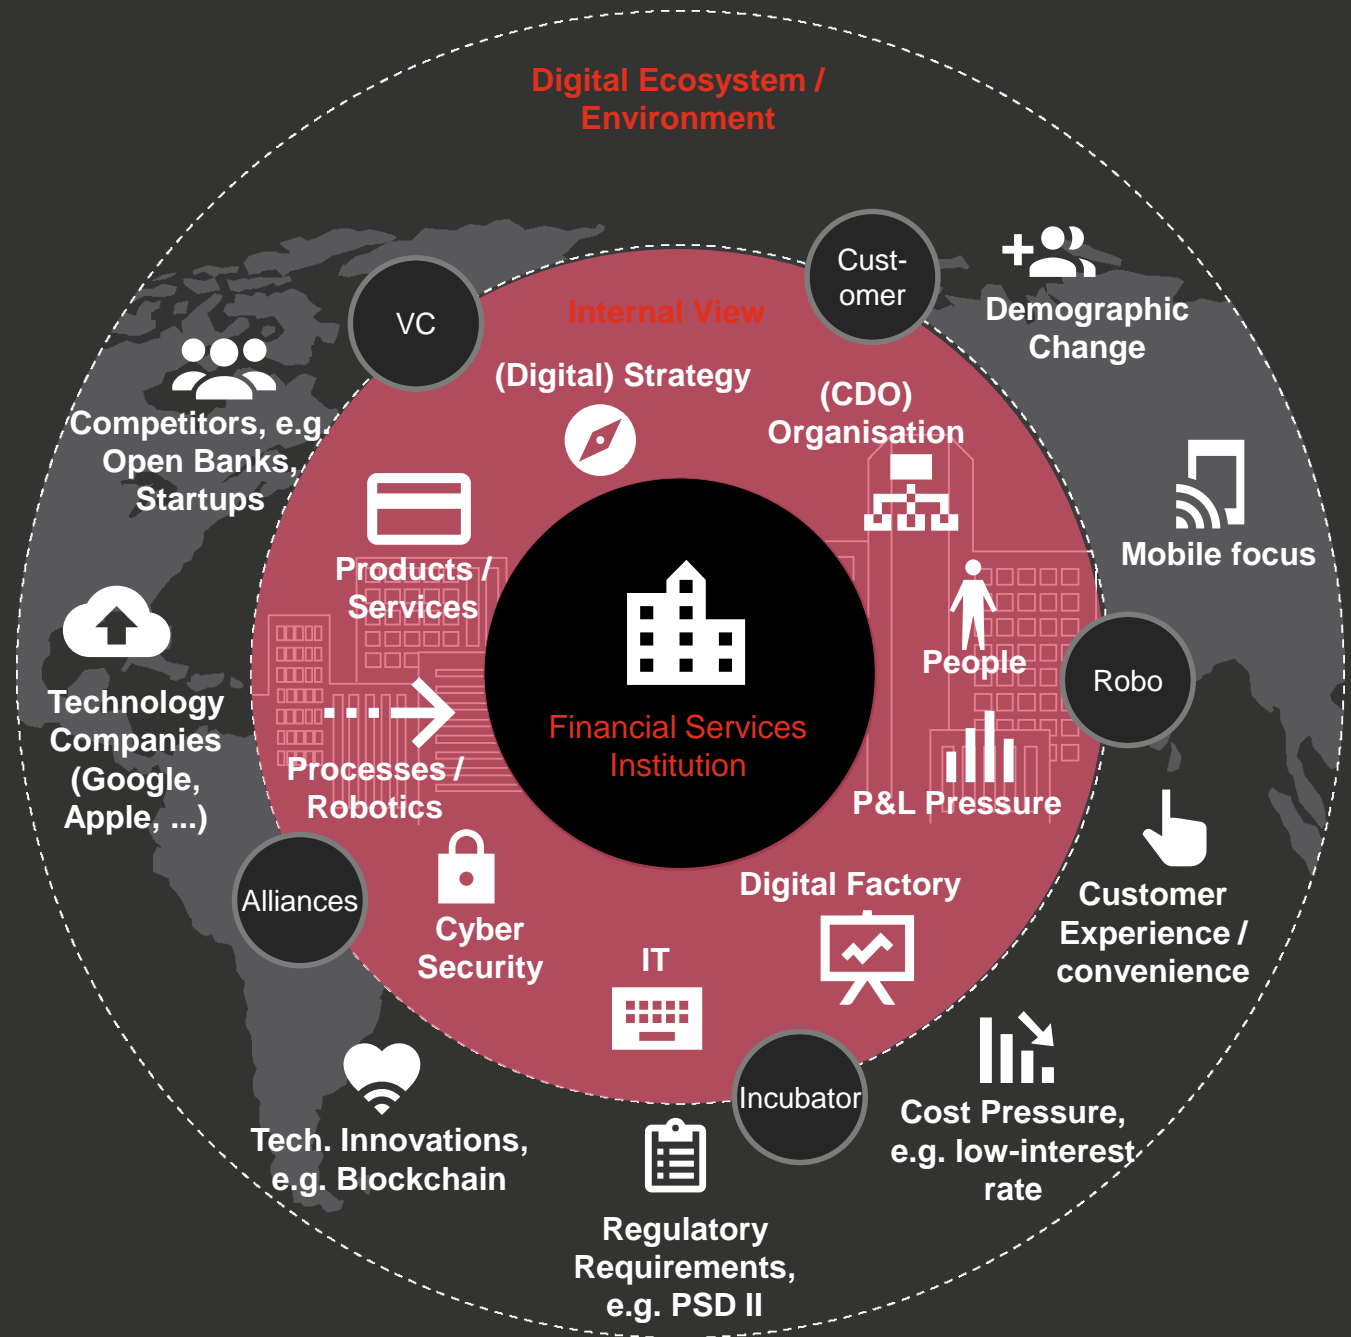 Digital Ecosystem /
Environment
Cust-
omer
VC
Internal View
Demographic
Change
(Digital) Strategy
(CDO)
Organisation
Competitors, e.g.
Open Banks,
Startups
Mobile focus
Products /
Services
People
Robo
Technology
Companies
(Google,
Apple, ...)
Financial Services
Institution
Processes /
Robotics
P&L Pressure
Alliances
Digital Factory
Customer
Experience /
convenience
Cyber
Security
IT
Incubator
Cost Pressure,
e.g. low-interest
rate
Tech. Innovations,
e.g. Blockchain
Regulatory
Requirements,
e.g. PSD II